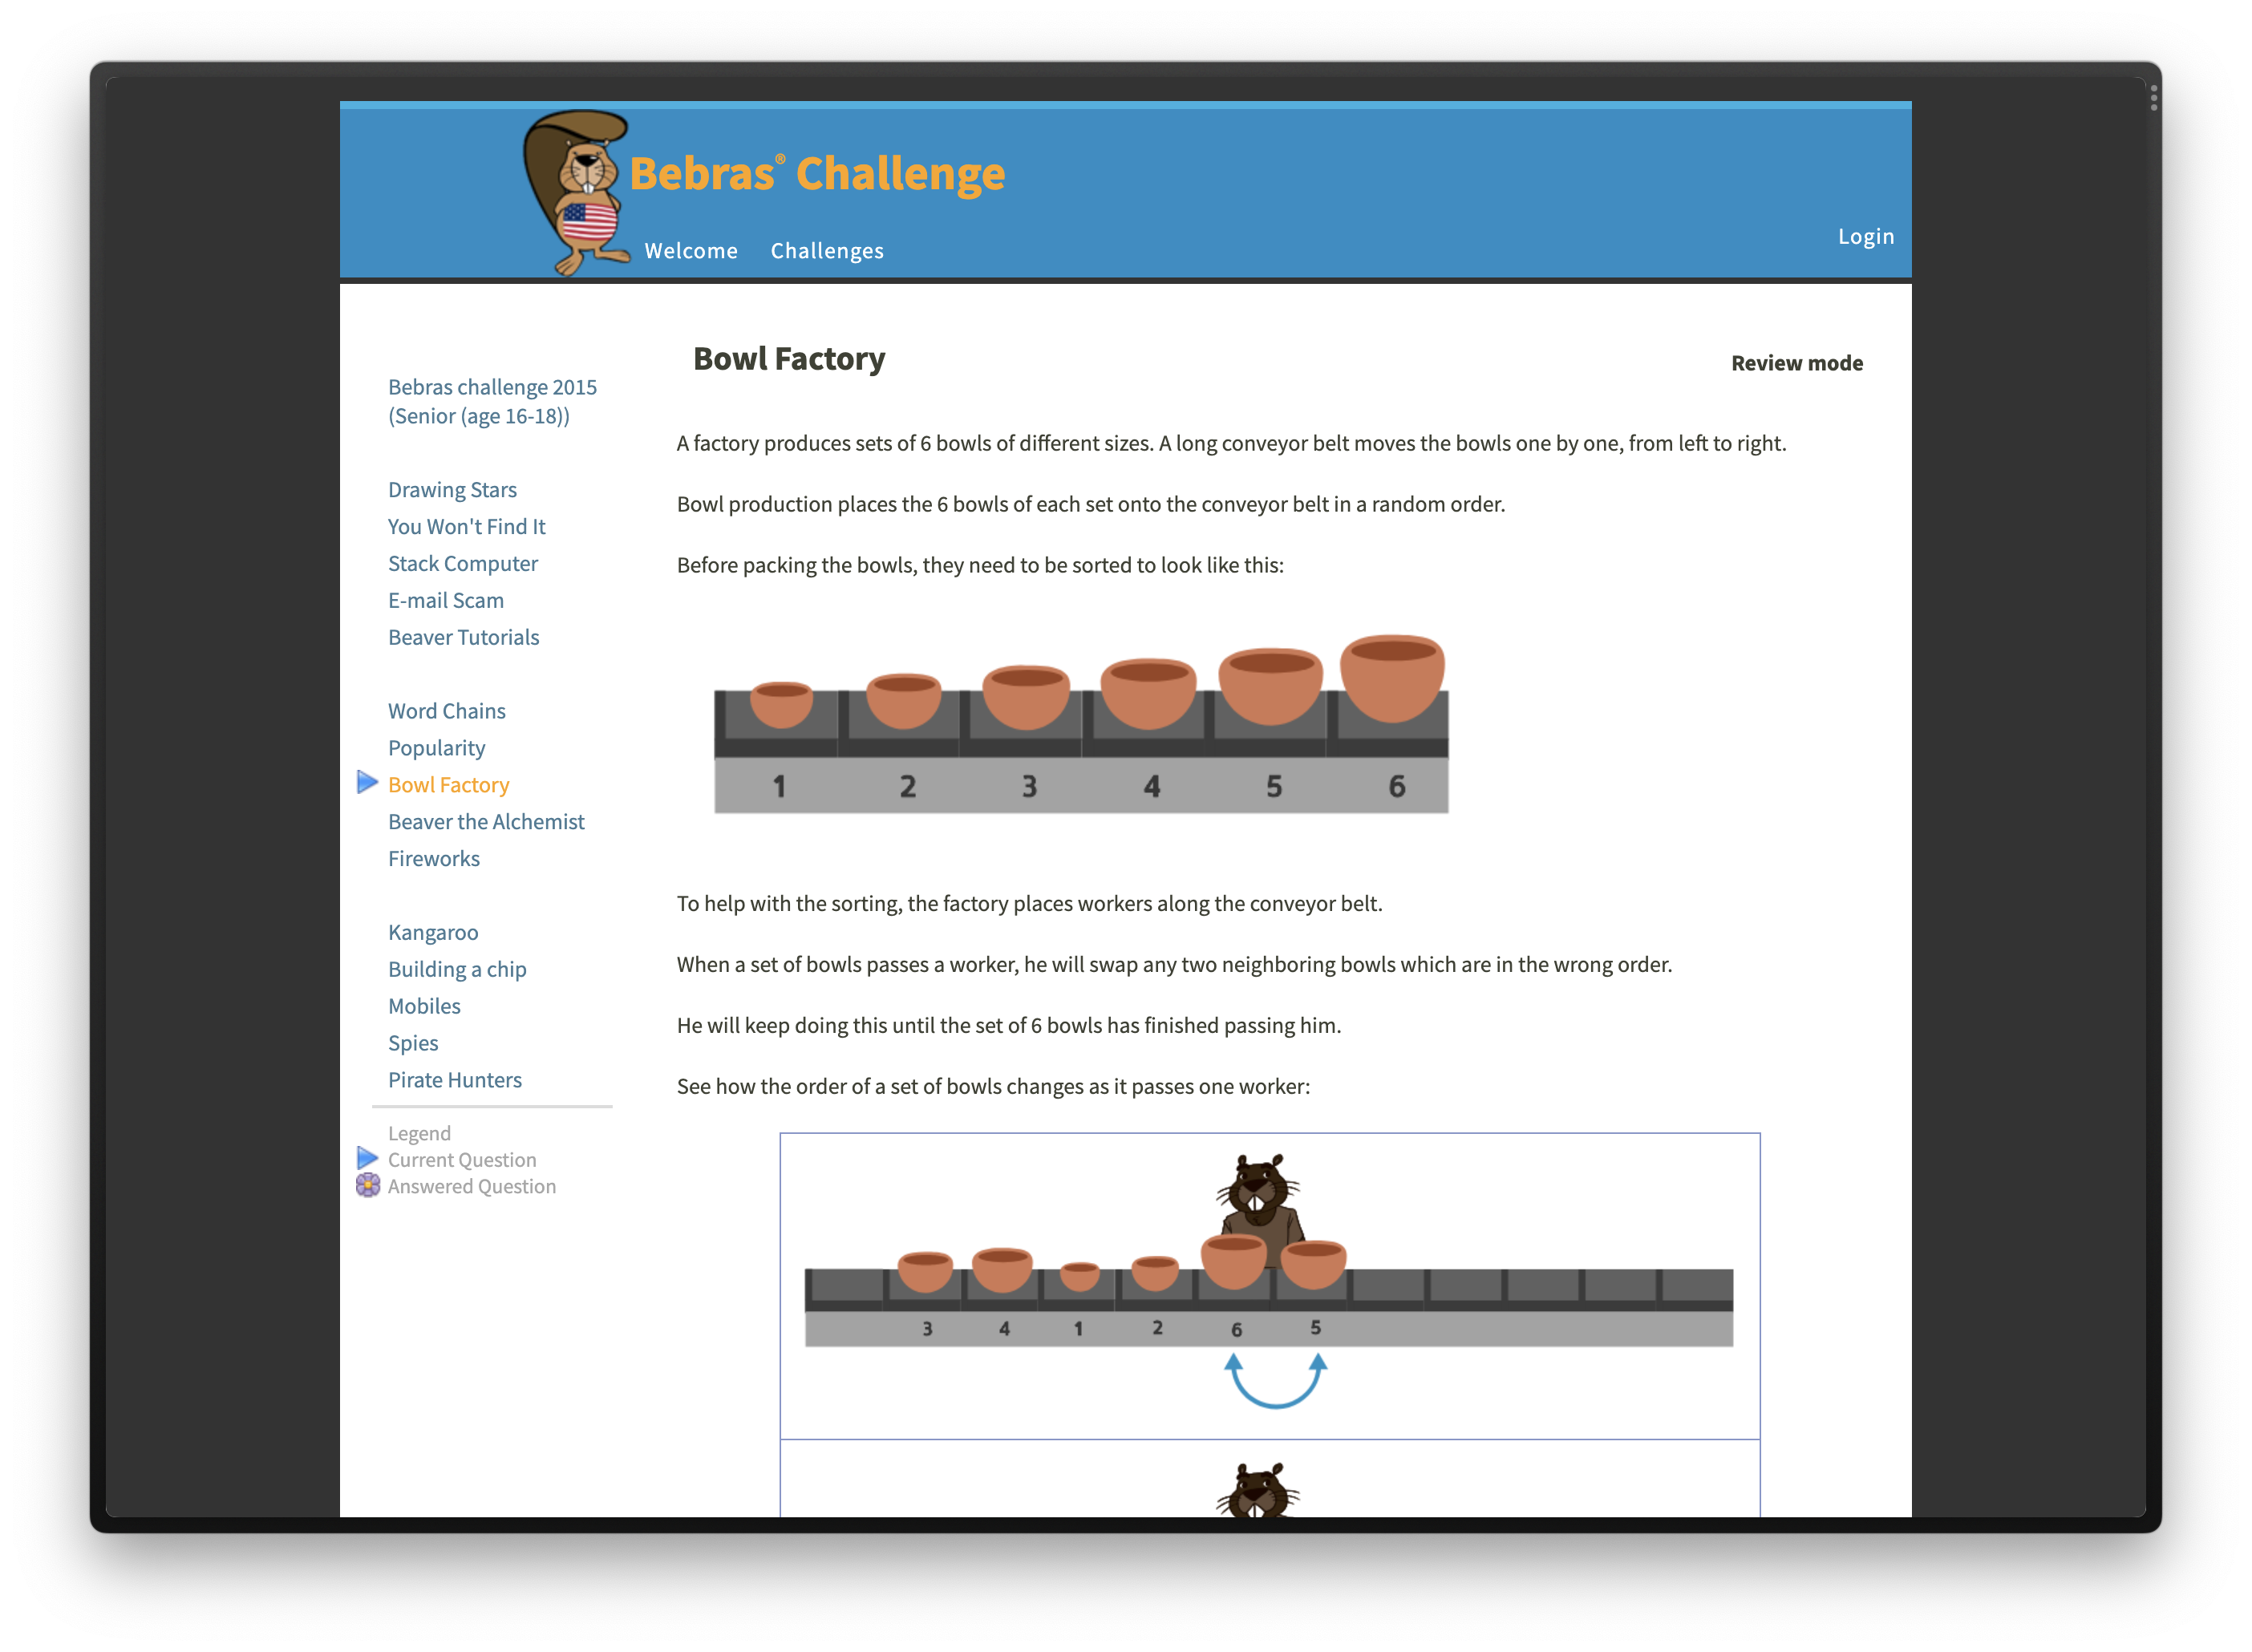 Bebras® Challenge
Welcome Challenges
Login
Bowl Factory
Review mode
Bebras challenge 2015
(Senior (age 16-18))
Drawing Stars
You Won't Find It
Stack Computer
E-mail Scam
Beaver Tutorials
Word Chains
Popularity
Bowl Factory
Beaver the Alchemist
Fireworks
Kangaroo
Building a chip
Mobiles
Spies
Pirate Hunters
Legend
Current Question
Answered Question
A factory produces sets of 6 bowls of different sizes. A long conveyor belt moves the bowls one by one, from left to right.
Bowl production places the 6 bowls of each set onto the conveyor belt in a random order.
Before packing the bowls, they need to be sorted to look like this:
1 2 3 4 5 6
To help with the sorting, the factory places workers along the conveyor belt.
When a set of bowls passes a worker, he will swap any two neighboring bowls which are in the wrong order.
He will keep doing this until the set of 6 bowls has finished passing him.
See how the order of a set of bowls changes as it passes one worker:
3 4 1 2 6 5